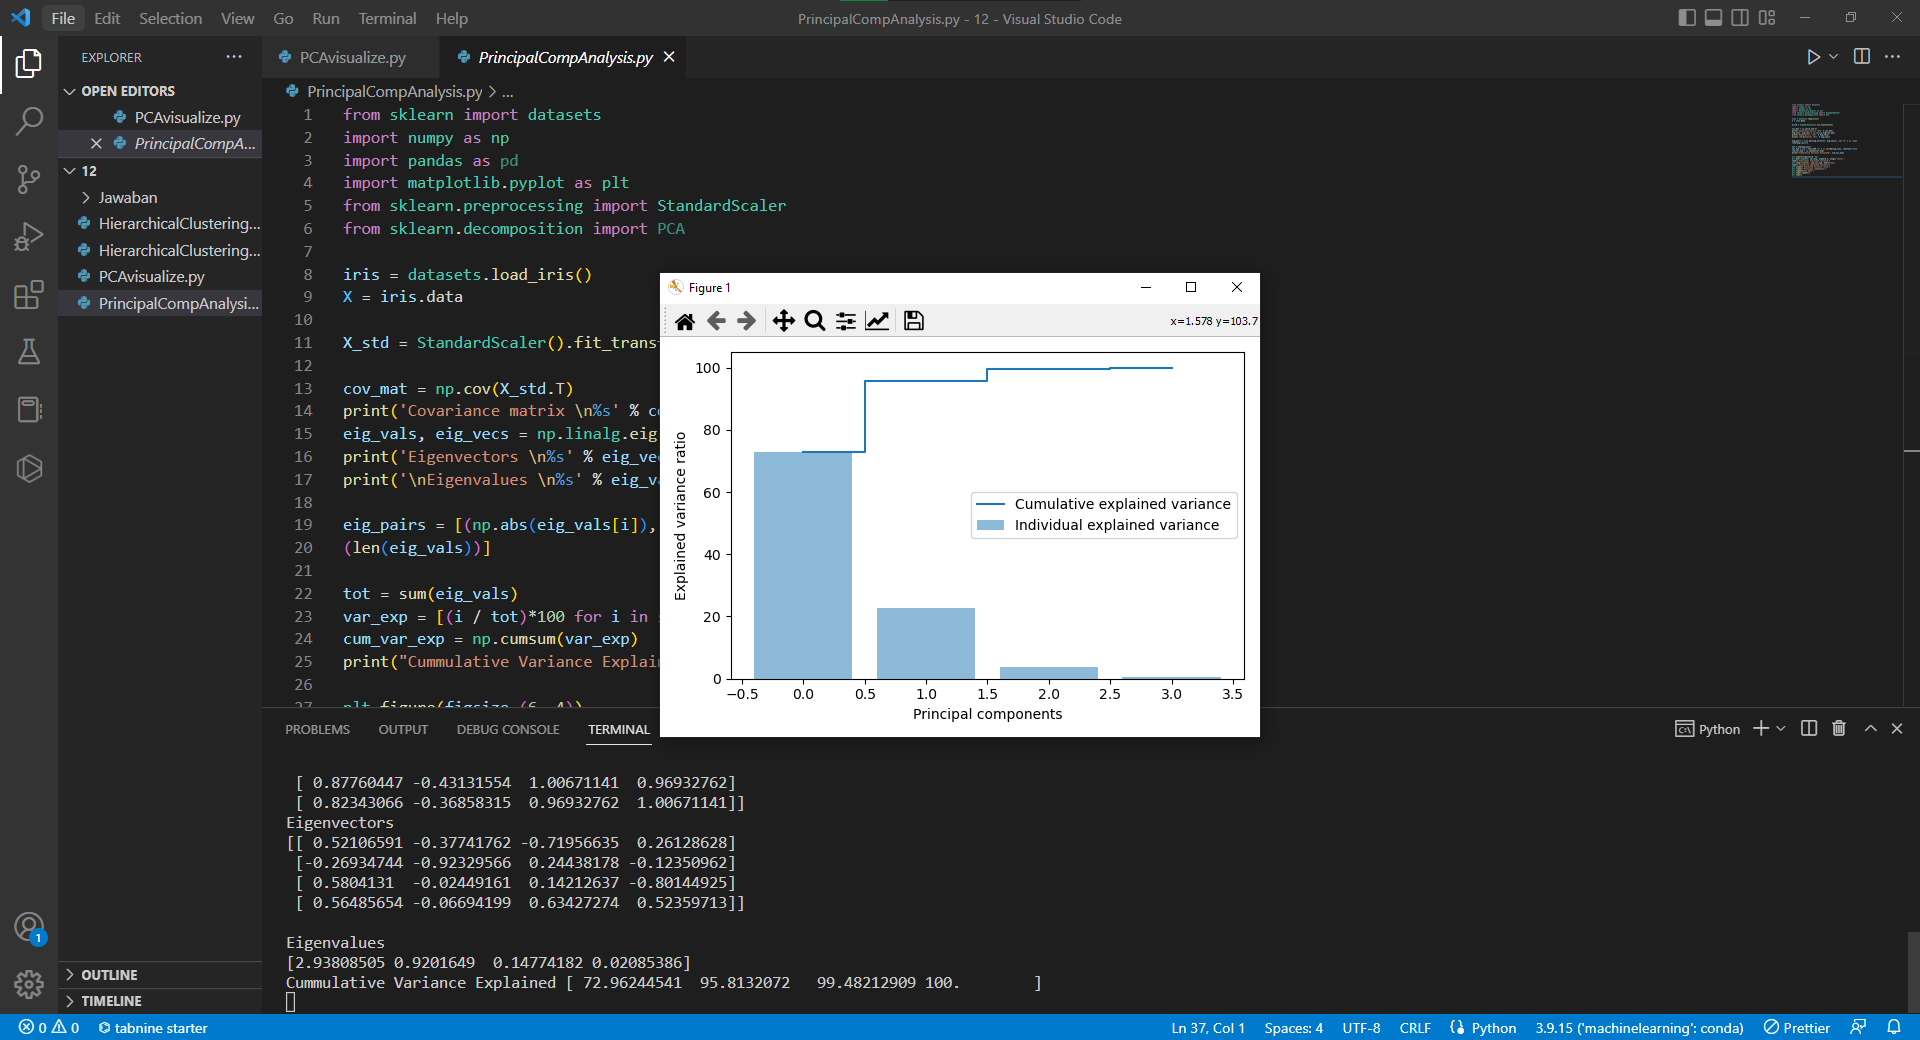 File Edit Selection View Go Run Terminal Help
PrincipalCompAnalysis.py - 12 - Visual Studio Code
EXPLORER
OPEN EDITORS
PCAvisualize.py
PrincipalCompA...
12
Jawaban
HierarchicalClustering...
HierarchicalClustering...
PCAvisualize.py
PrincipalCompAnalysi...
OUTLINE
TIMELINE
1
PCAvisualize.py
PrincipalCompAnalysis.py
PrincipalCompAnalysis.py > ...
1 from sklearn import datasets
2 import numpy as np
3 import pandas as pd
4 import matplotlib.pyplot as plt
5 from sklearn.preprocessing import StandardScaler
6 from sklearn.decomposition import PCA
7
8 iris = datasets.load_iris()
9 X = iris.data
10
11 X_std = StandardScaler().fit_transf
12
13 cov_mat = np.cov(X_std.T)
14 print('Covariance matrix \n%s' % co
15 eig_vals, eig_vecs = np.linalg.eig
16 print('Eigenvectors \n%s' % eig_vec
17 print('\nEigenvalues \n%s' % eig_va
18
19 eig_pairs = [(np.abs(eig_vals[i]),
20 (len(eig_vals))]
21
22 tot = sum(eig_vals)
23 var_exp = [(i / tot)*100 for i in s
24 cum_var_exp = np.cumsum(var_exp)
25 print("Cummulative Variance Explain
26
27 plt.figure(figsize=(6, 4))
Figure 1
x=1.578 y=103.7
100
80
60
40
20
0
Explained variance ratio
Cumulative explained variance
Individual explained variance
−0.5 0.0 0.5 1.0 1.5 2.0 2.5 3.0 3.5
Principal components
PROBLEMS OUTPUT DEBUG CONSOLE TERMINAL
Python
[ 0.87760447 -0.43131554  1.00671141  0.96932762]
[ 0.82343066 -0.36858315  0.96932762  1.00671141]]
Eigenvectors
[[ 0.52106591 -0.37741762 -0.71956635  0.26128628]
[-0.26934744 -0.92329566  0.24438178 -0.12350962]
[ 0.5804131  -0.02449161  0.14212637 -0.80144925]
[ 0.56485654 -0.06694199  0.63427274  0.52359713]]
Eigenvalues
[2.93808505 0.9201649  0.14774182 0.02085386]
Cummulative Variance Explained [ 72.96244541  95.8132072   99.48212909 100.        ]
0 0 tabnine starter
Ln 37, Col 1 Spaces: 4 UTF-8 CRLF Python 3.9.15 ('machinelearning': conda) Prettier